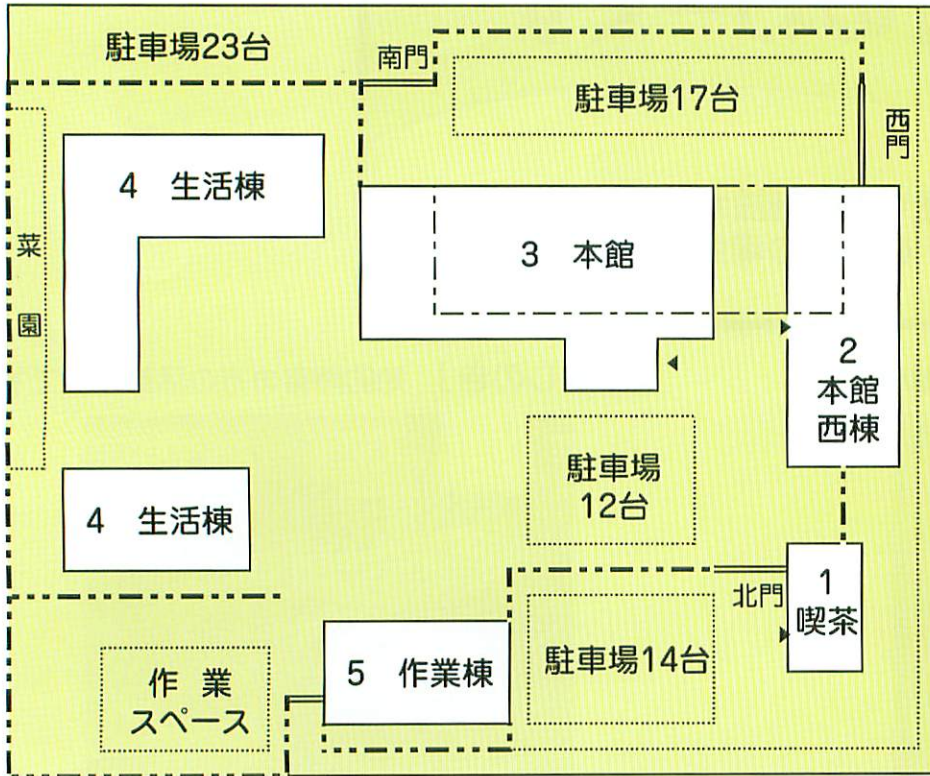 駐車場23台
南門
駐車場17台
西門
4 生活棟
3 本館
菜園
2
本館
西棟
駐車場
12台
4 生活棟
北門
1
喫茶
5 作業棟
駐車場14台
作 業
スペース